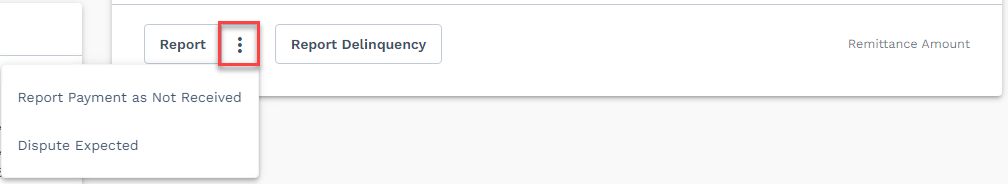 Report
Report Delinquency
Remittance Amount
Report Payment as Not Received
Dispute Expected